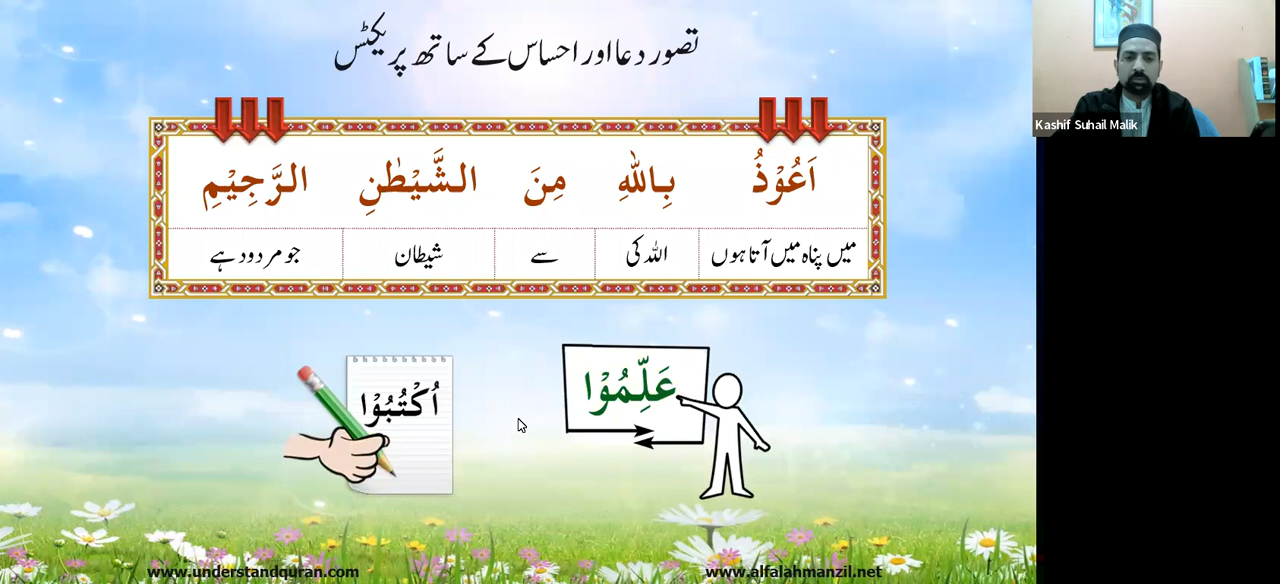 تصور دعا اور احساس کے ساتھ پریکٹس
Kashif Suhail Malik
اَعُوْذُ بِاللّٰهِ مِنَ الشَّيْطٰنِ الرَّجِيْمِ
میں پناہ میں آتا ہوں اللہ کی سے شیطان جو مردود ہے
عَلِّمُوْا
اُكْتُبُوْا
www.understandquran.com www.alfalahmanzil.net